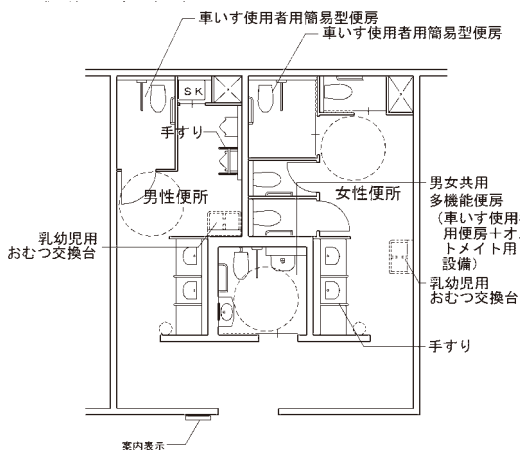 車いす使用者用簡易型便房
車いす使用者用簡易型便房
SK
手すり
男性便所
女性便所
男女共用
多機能便房
(車いす使用
用便房+オ
トメイト用
設備)
乳幼児用
おむつ交換台
乳幼児用
おむつ交換台
手すり
案内表示